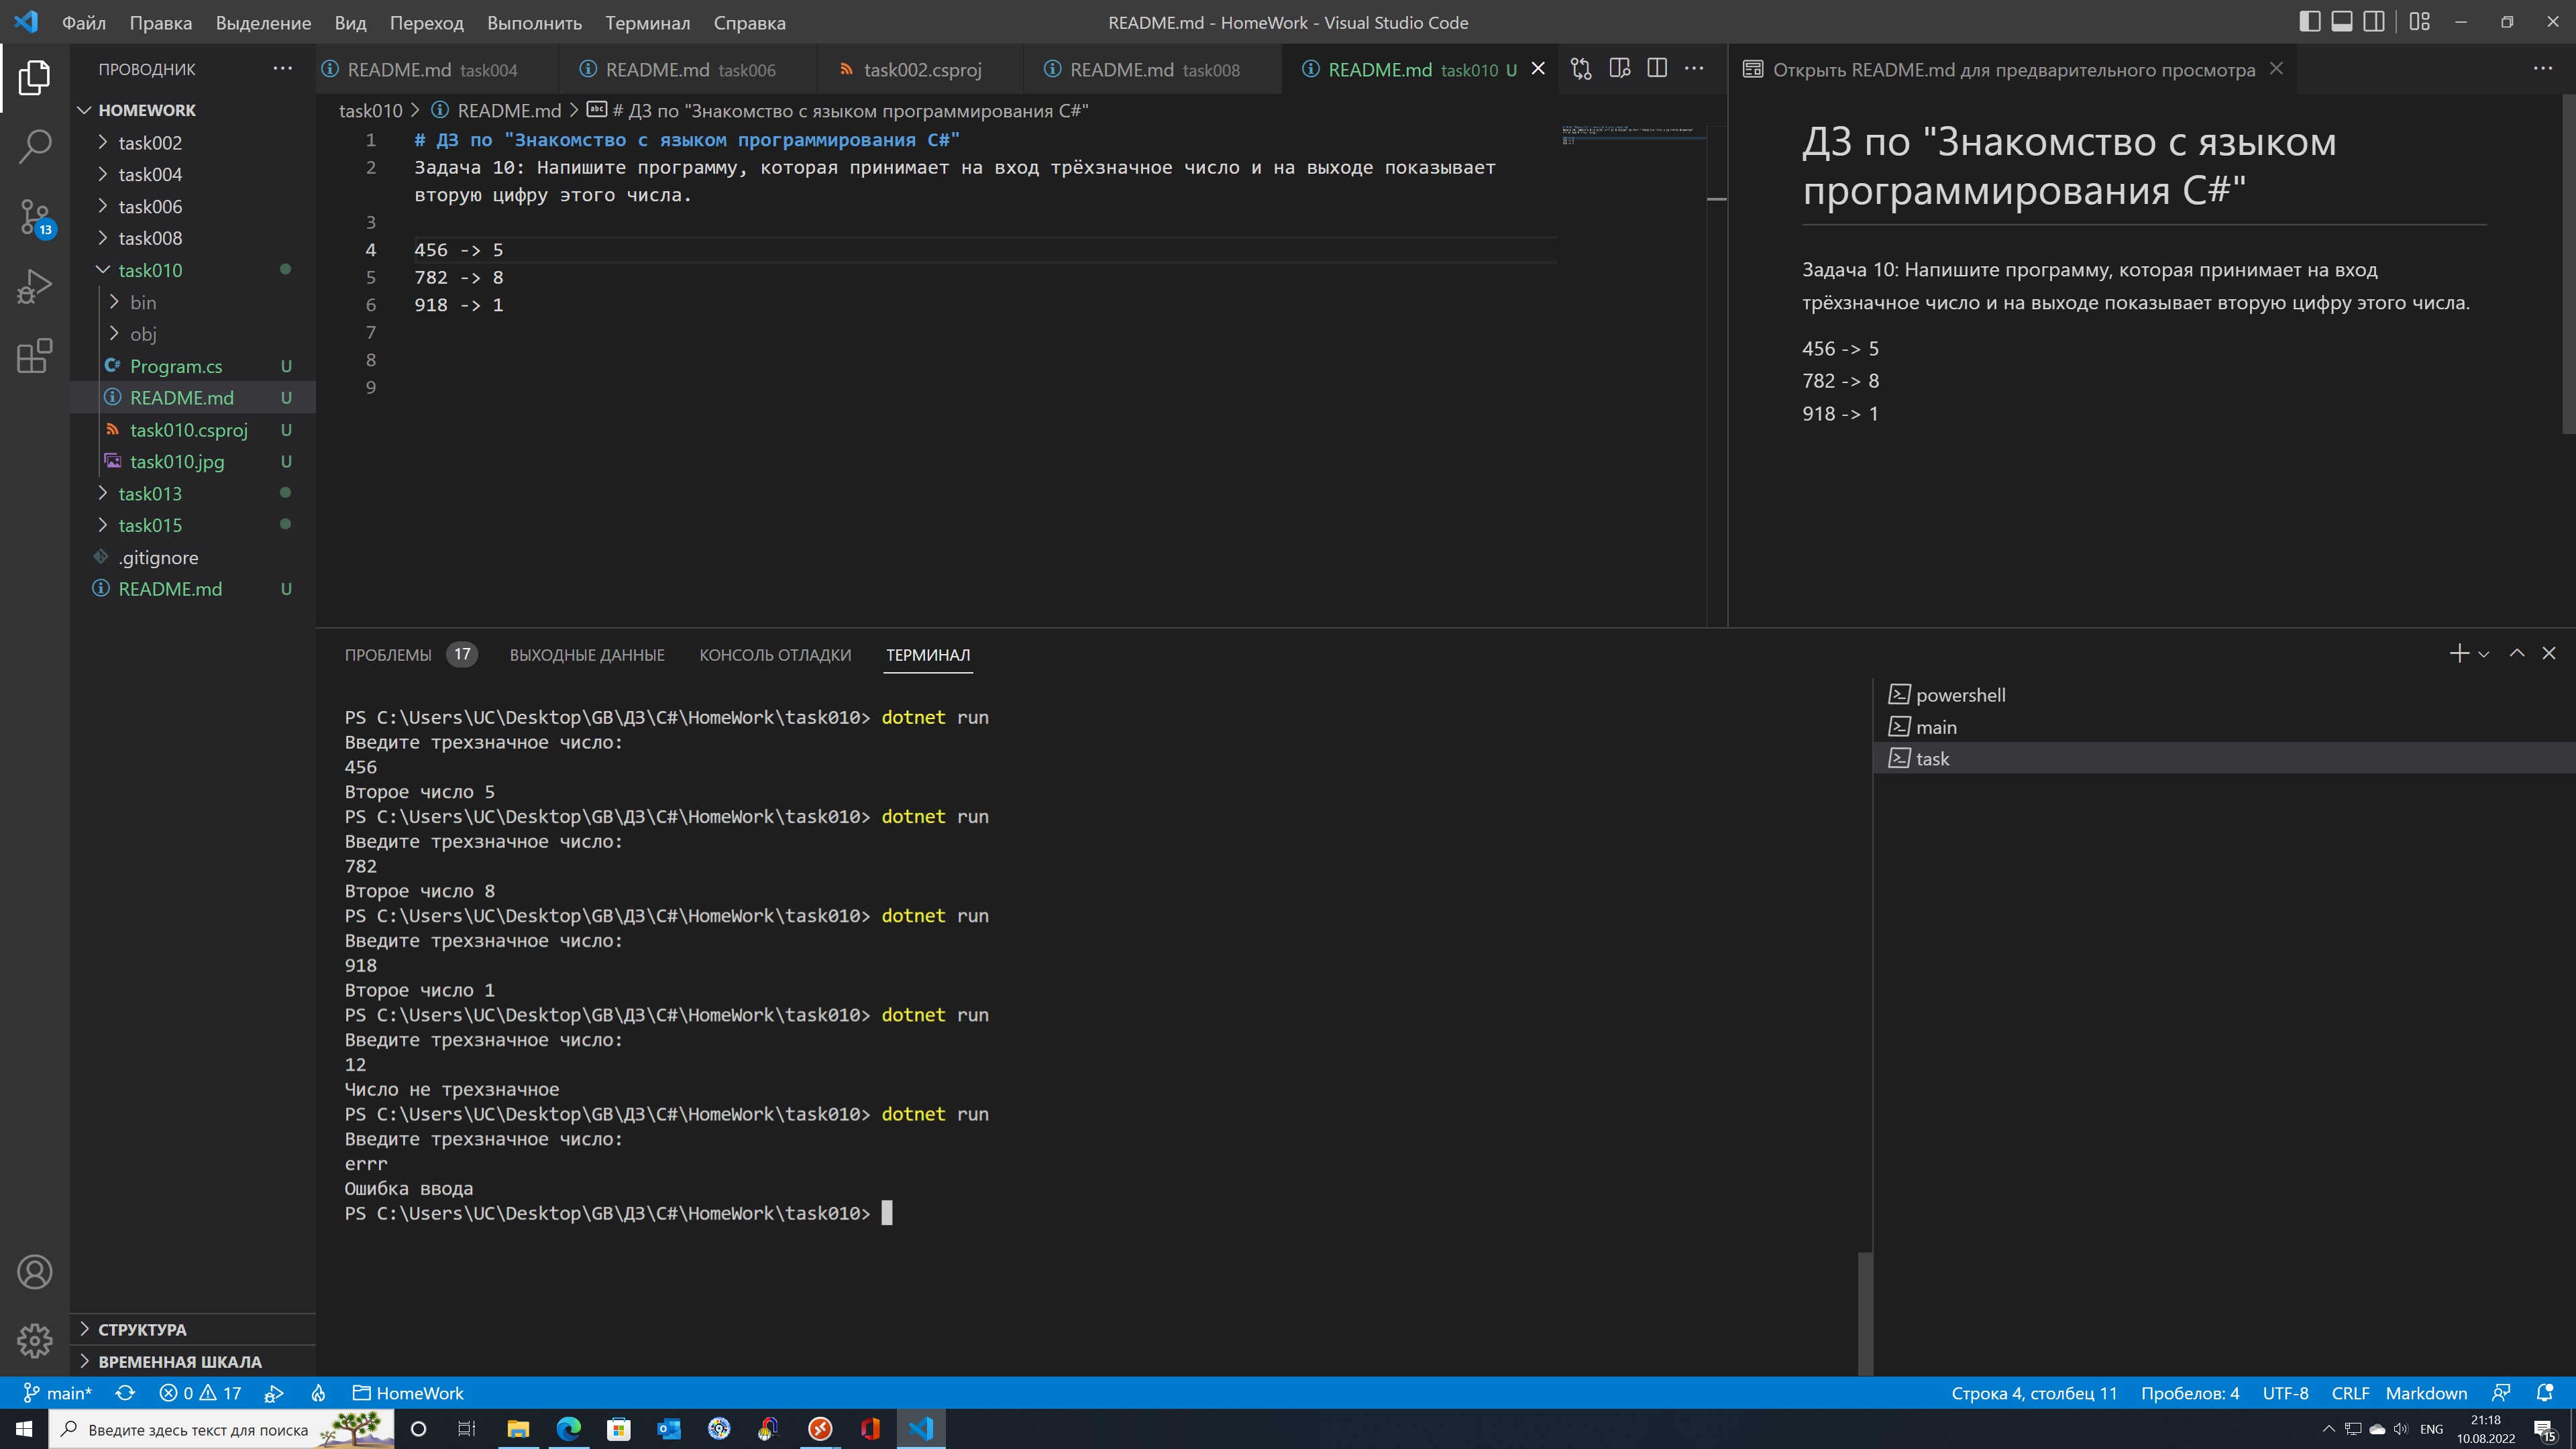 Файл Правка Выделение Вид Переход Выполнить Терминал Справка
README.md - HomeWork - Visual Studio Code
ПРОВОДНИК
README.md task004
README.md task006
task002.csproj
README.md task008
README.md task010 U
Открыть README.md для предварительного просмотра
HOMEWORK
task002
task004
task006
task008
task010
bin
obj
Program.cs U
README.md U
task010.csproj U
task010.jpg U
task013
task015
.gitignore
README.md U
13
СТРУКТУРА
ВРЕМЕННАЯ ШКАЛА
task010 > README.md > # ДЗ по "Знакомство с языком программирования C#"
1 # ДЗ по "Знакомство с языком программирования C#"
2 Задача 10: Напишите программу, которая принимает на вход трёхзначное число и на выходе показывает
вторую цифру этого числа.
3
4 456 -> 5
5 782 -> 8
6 918 -> 1
7
8
9
ДЗ по "Знакомство с языком
программирования C#"
Задача 10: Напишите программу, которая принимает на вход
трёхзначное число и на выходе показывает вторую цифру этого числа.
456 -> 5
782 -> 8
918 -> 1
ПРОБЛЕМЫ 17 ВЫХОДНЫЕ ДАННЫЕ КОНСОЛЬ ОТЛАДКИ ТЕРМИНАЛ
PS C:\Users\UC\Desktop\GB\ДЗ\C#\HomeWork\task010> dotnet run
Введите трехзначное число:
456
Второе число 5
PS C:\Users\UC\Desktop\GB\ДЗ\C#\HomeWork\task010> dotnet run
Введите трехзначное число:
782
Второе число 8
PS C:\Users\UC\Desktop\GB\ДЗ\C#\HomeWork\task010> dotnet run
Введите трехзначное число:
918
Второе число 1
PS C:\Users\UC\Desktop\GB\ДЗ\C#\HomeWork\task010> dotnet run
Введите трехзначное число:
12
Число не трехзначное
PS C:\Users\UC\Desktop\GB\ДЗ\C#\HomeWork\task010> dotnet run
Введите трехзначное число:
errr
Ошибка ввода
PS C:\Users\UC\Desktop\GB\ДЗ\C#\HomeWork\task010>
powershell
main
task
main* 0 17 HomeWork
Строка 4, столбец 11 Пробелов: 4 UTF-8 CRLF Markdown
Введите здесь текст для поиска
ENG
21:18
10.08.2022
15